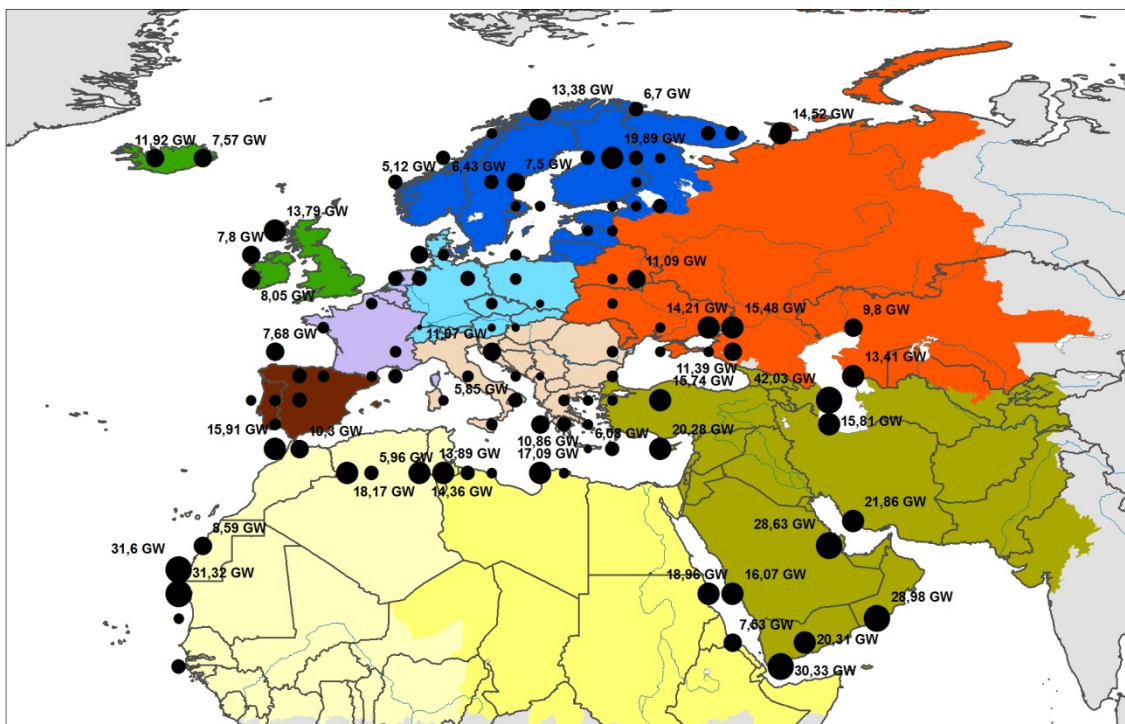 13,38 GW
6,7 GW
14,52 GW
11,92 GW
7,57 GW
19,89 GW
5,12 GW
6,43 GW
7,5 GW
13,79 GW
7,8 GW
11,09 GW
8,05 GW
14,21 GW
15,48 GW
9,8 GW
7,68 GW
11,07 GW
13,41 GW
11,39 GW
42,03 GW
15,74 GW
5,85 GW
15,81 GW
15,91 GW
10,3 GW
6,08 GW
20,28 GW
10,86 GW
5,96 GW
13,89 GW
17,09 GW
18,17 GW
14,36 GW
21,86 GW
8,59 GW
28,63 GW
31,6 GW
31,32 GW
18,96 GW
16,07 GW
28,98 GW
7,53 GW
20,31 GW
30,33 GW